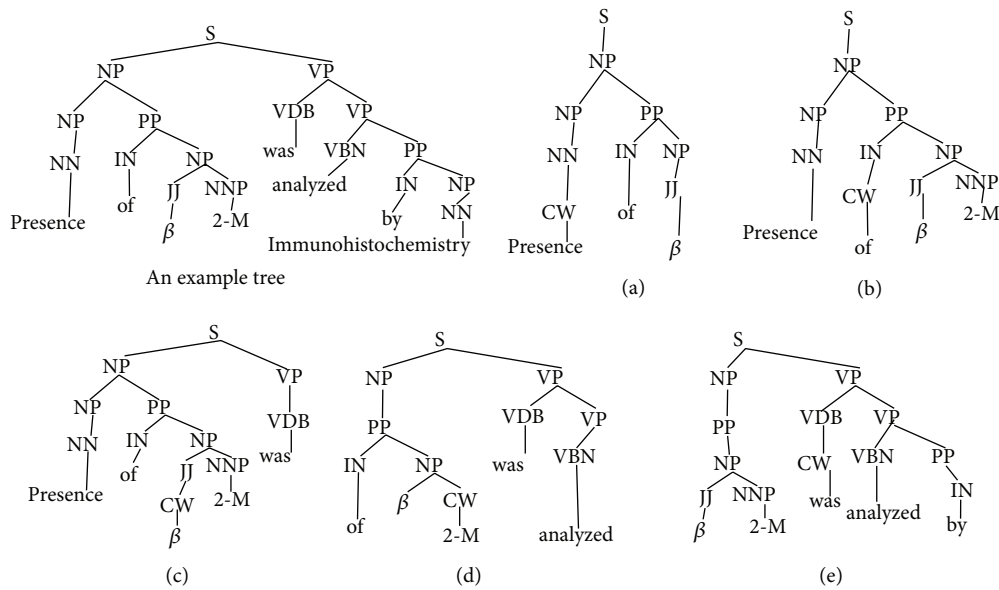 S
NP VP
NP PP VDB VP
NN IN NP was VBN PP
Presence of JJ NNP analyzed IN NP
β 2-M by NN
Immunohistochemistry
An example tree
S
NP
NP PP
NN IN NP
CW of JJ
Presence β
(a)
S
NP
NP PP
NN IN NP
CW JJ NNP
Presence of β 2-M
(b)
S
NP VP
NP PP VDB
NN IN NP was
Presence of JJ NNP
CW 2-M
β
(c)
S
NP VP
PP VDB VP
IN NP was VBN
of β CW analyzed
2-M
(d)
S
NP VP
PP VDB VP
NP CW VBN PP
JJ NNP was analyzed IN
β 2-M by
(e)